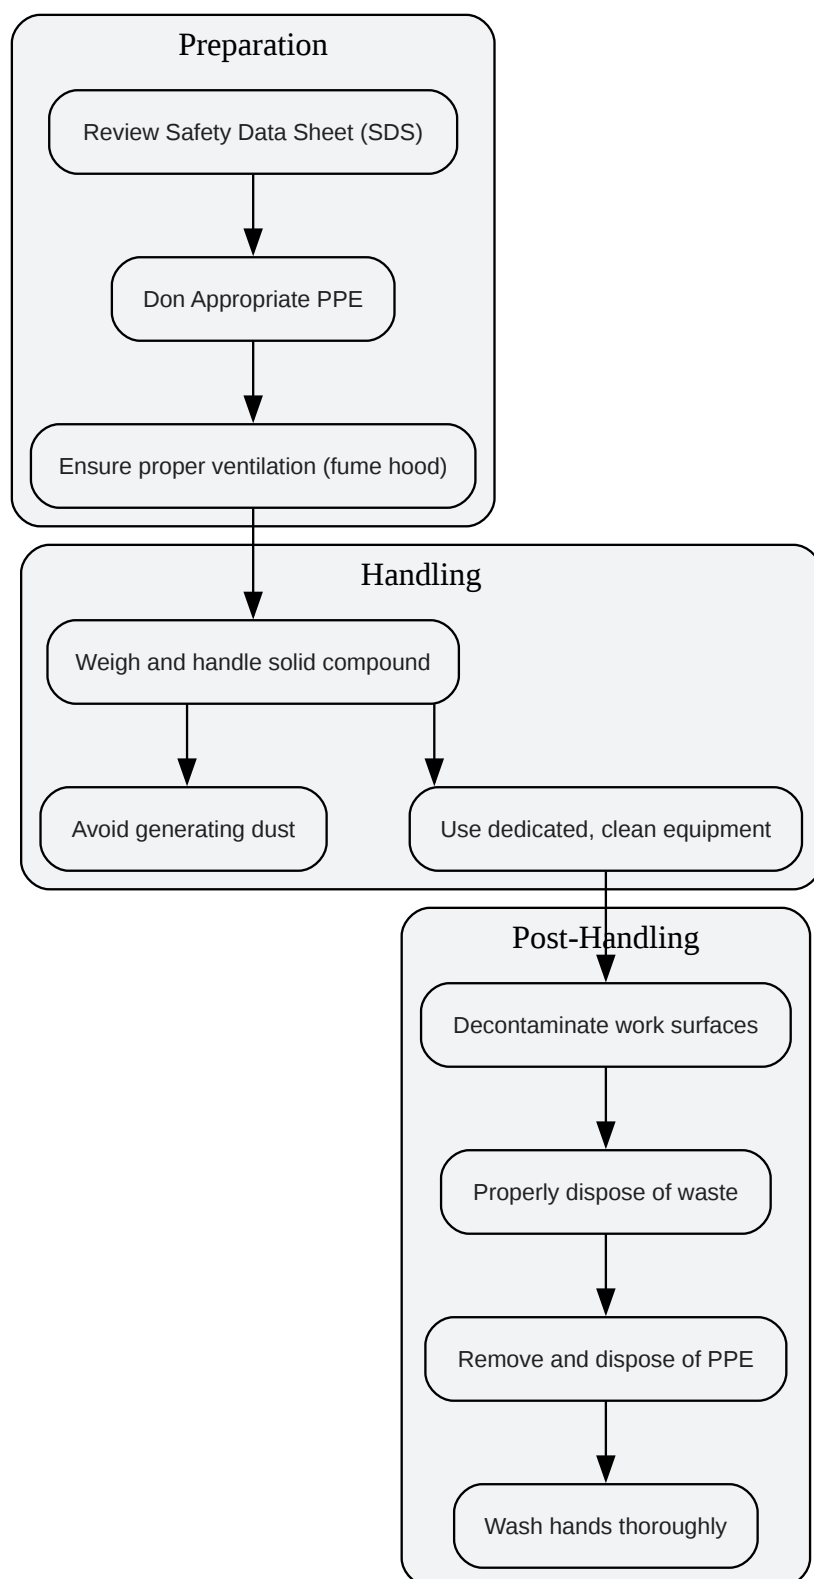 Preparation
Review Safety Data Sheet (SDS)
Don Appropriate PPE
Ensure proper ventilation (fume hood)
Handling
Weigh and handle solid compound
Avoid generating dust
Use dedicated, clean equipment
Post-Handling
Decontaminate work surfaces
Properly dispose of waste
Remove and dispose of PPE
Wash hands thoroughly